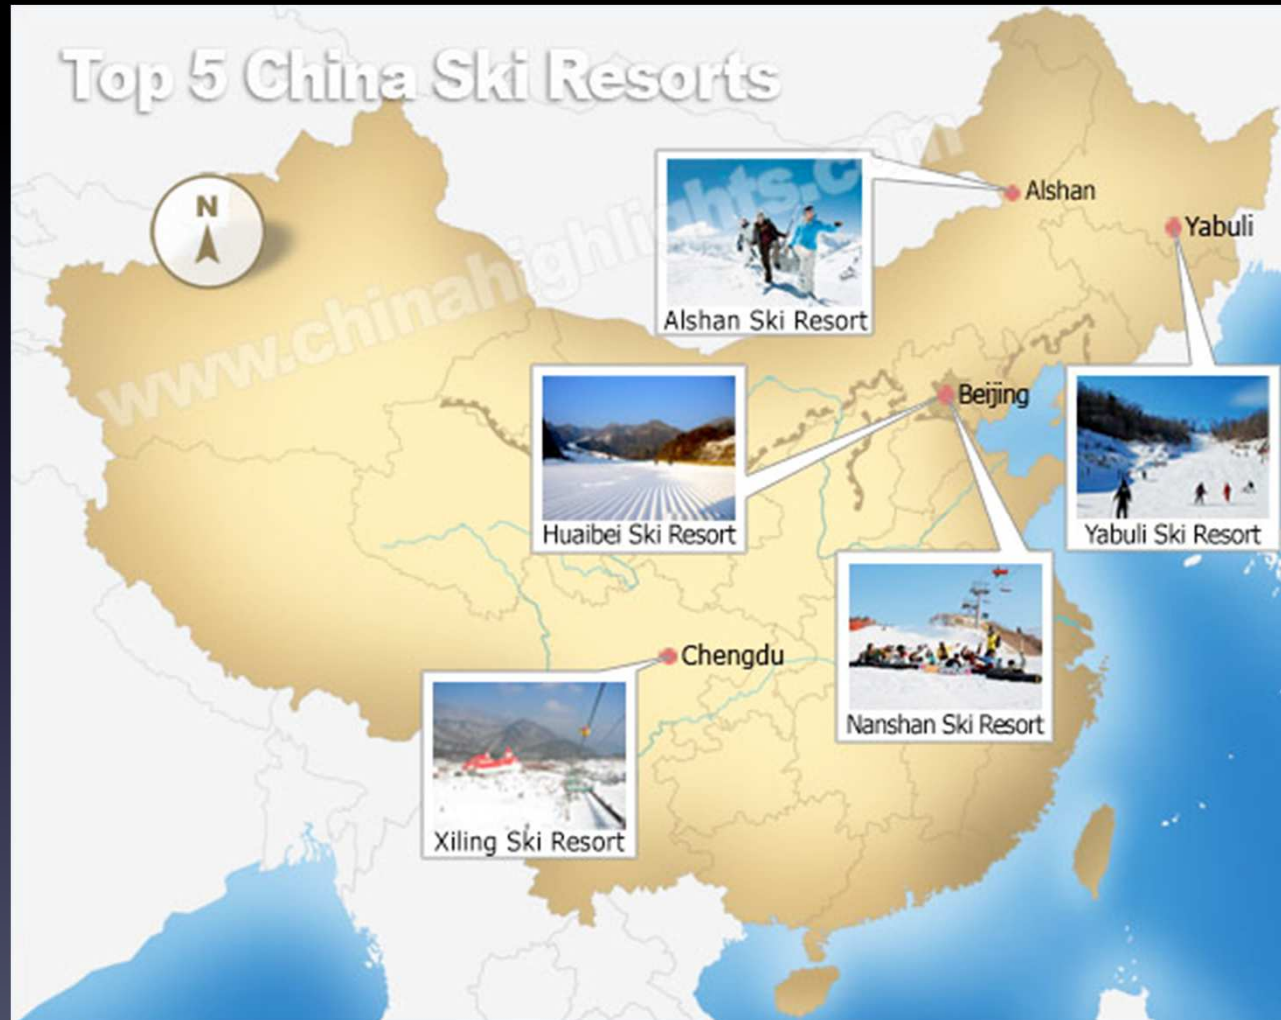 Top 5 China Ski Resorts
N
www.chinahighlights.com
Alshan
Yabuli
Alshan Ski Resort
Beijing
Huaibei Ski Resort
Yabuli Ski Resort
Chengdu
Nanshan Ski Resort
Xiling Ski Resort